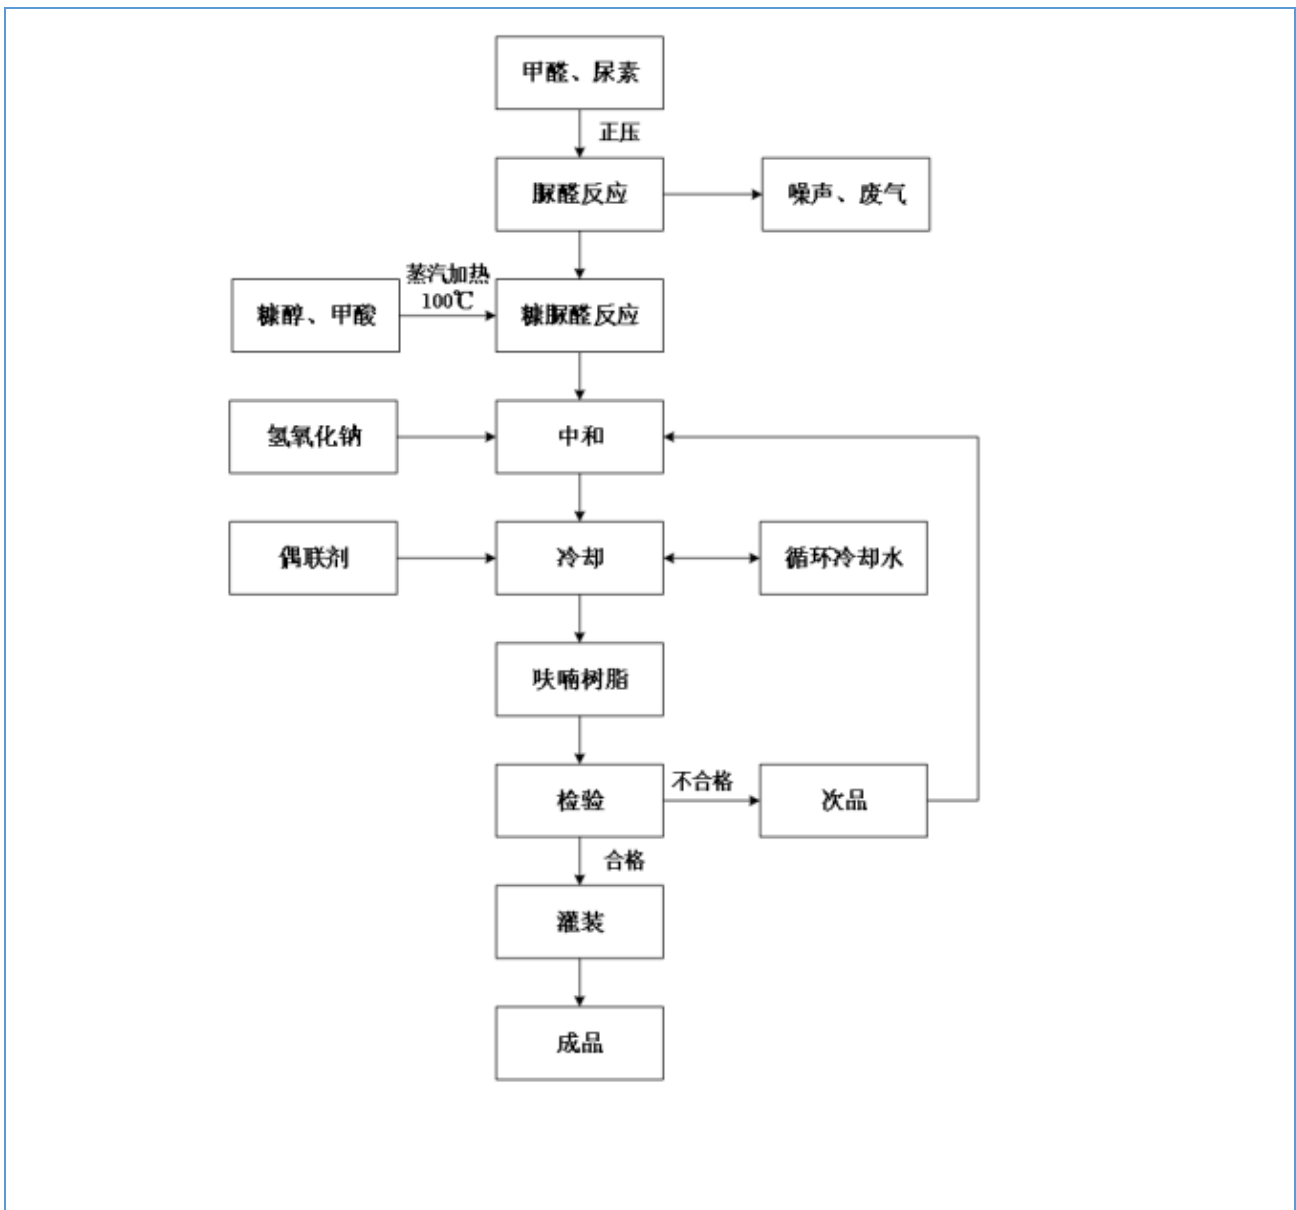 甲醛、尿素
正压
脲醛反应
噪声、废气
蒸汽加热
100℃
糠醇、甲酸
糠脲醛反应
氢氧化钠
中和
偶联剂
冷却
循环冷却水
呋喃树脂
检验
不合格
次品
合格
灌装
成品